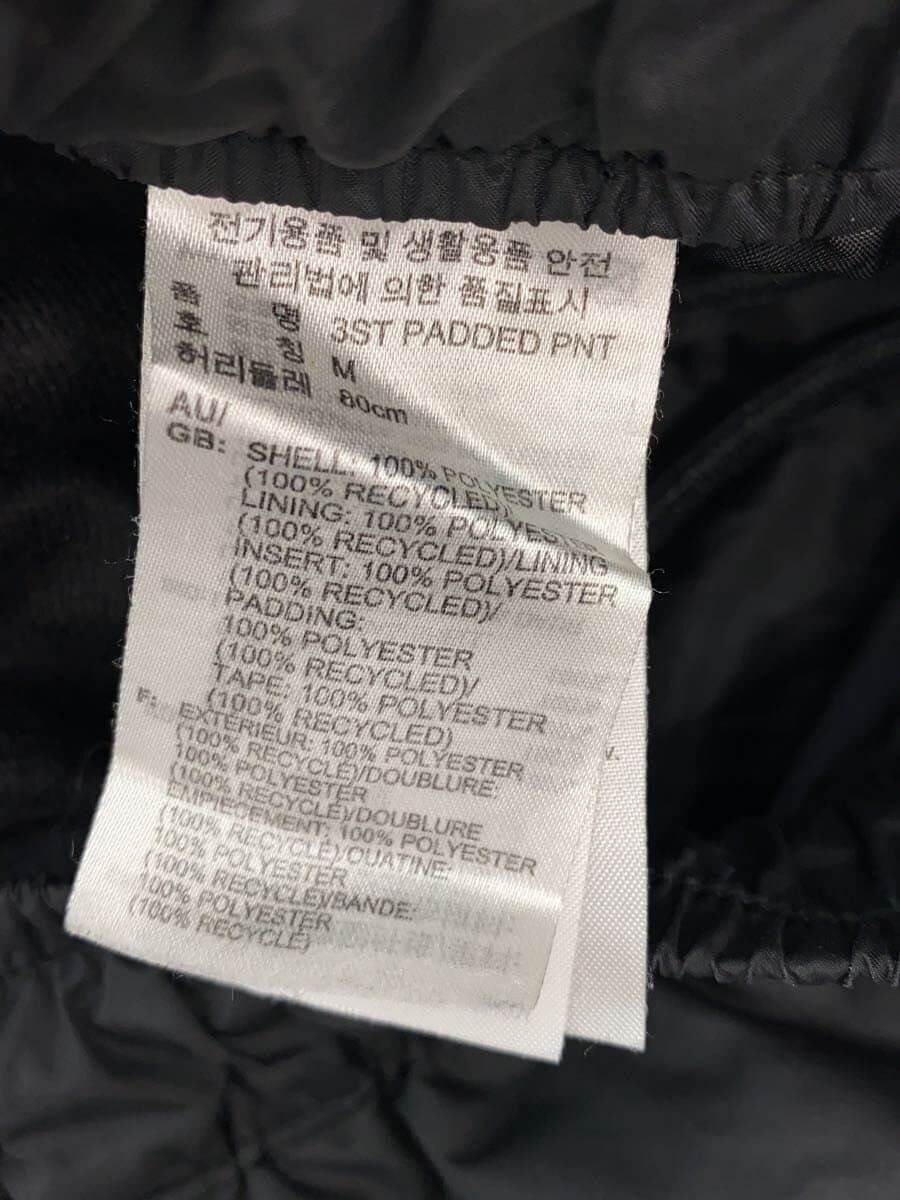 전기용품 및 생활용품 안전
관리법에 의한 품질표시
품 명 3ST PADDED PNT
호 칭 M
허리둘레 80cm
AU/
GB: SHELL: 100% POLYESTER
(100% RECYCLED)/
LINING: 100% POLYESTER
(100% RECYCLED)/LINING
INSERT: 100% POLYESTER
(100% RECYCLED)/
PADDING:
100% POLYESTER
(100% RECYCLED)/
TAPE: 100% POLYESTER
(100% RECYCLED)
F: EXTÉRIEUR: 100% POLYESTER
(100% RECYCLÉ)/DOUBLURE:
100% POLYESTER
(100% RECYCLÉ)/DOUBLURE
EMPIÈCEMENT: 100% POLYESTER
(100% RECYCLÉ)/OUATINE:
100% POLYESTER
(100% RECYCLÉ)/BANDE:
100% POLYESTER
(100% RECYCLÉ)